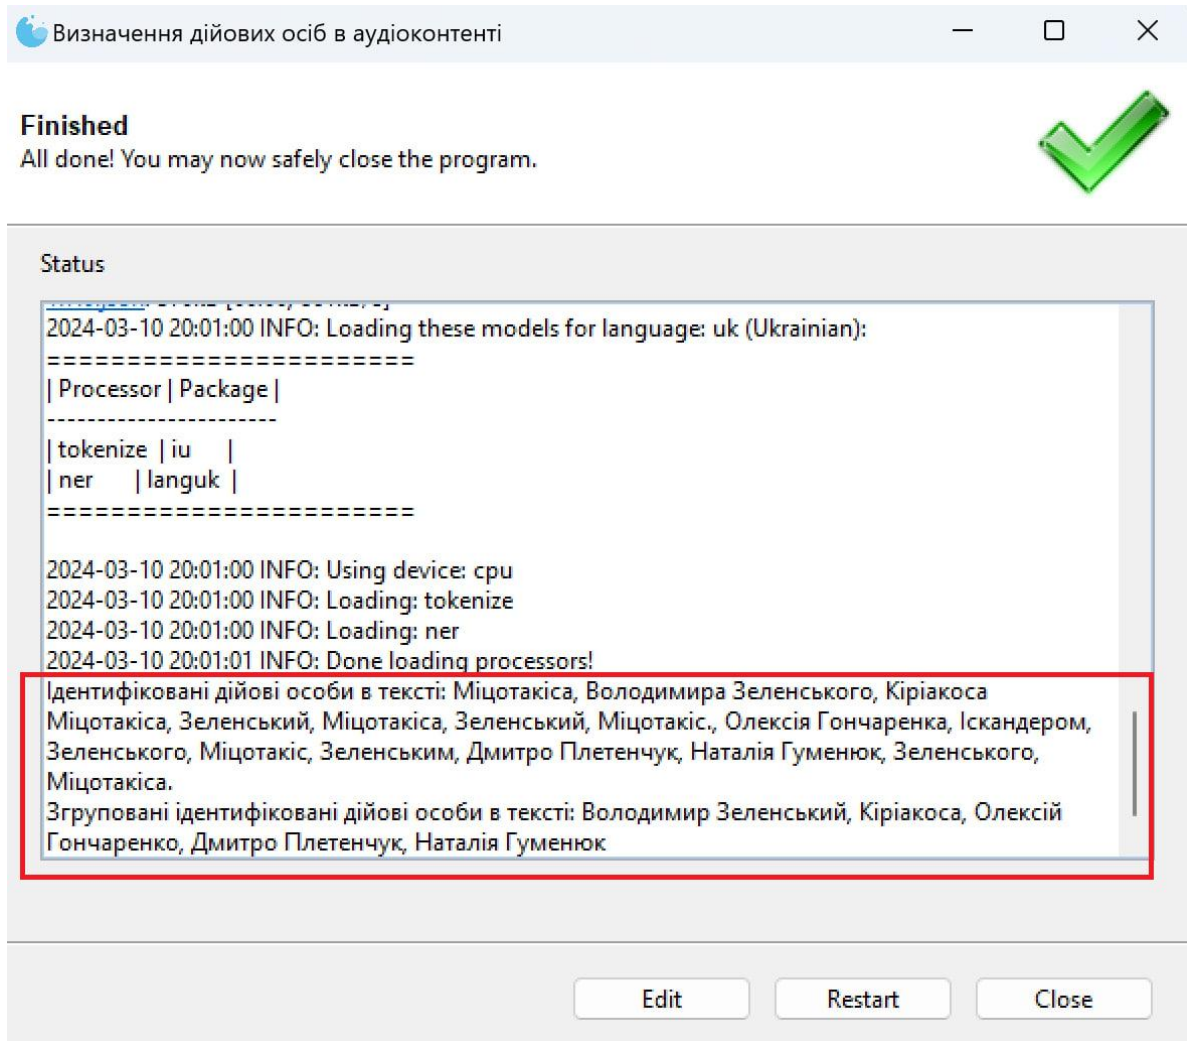 Визначення дійових осіб в аудіоконтенті
Finished
All done! You may now safely close the program.
Status
2024-03-10 20:01:00 INFO: Loading these models for language: uk (Ukrainian):
=======================
| Processor | Package |
-----------------------
| tokenize | iu |
| ner | languk |
=======================
2024-03-10 20:01:00 INFO: Using device: cpu
2024-03-10 20:01:00 INFO: Loading: tokenize
2024-03-10 20:01:00 INFO: Loading: ner
2024-03-10 20:01:01 INFO: Done loading processors!
Ідентифіковані дійові особи в тексті: Міцотакіса, Володимира Зеленського, Кіріакоса
Міцотакіса, Зеленський, Міцотакіса, Зеленський, Міцотакіс., Олексія Гончаренка, Іскандером,
Зеленського, Міцотакіс, Зеленським, Дмитро Плетенчук, Наталія Гуменюк, Зеленського,
Міцотакіса.
Згруповані ідентифіковані дійові особи в тексті: Володимир Зеленський, Кіріакоса, Олексій
Гончаренко, Дмитро Плетенчук, Наталія Гуменюк
Edit Restart Close